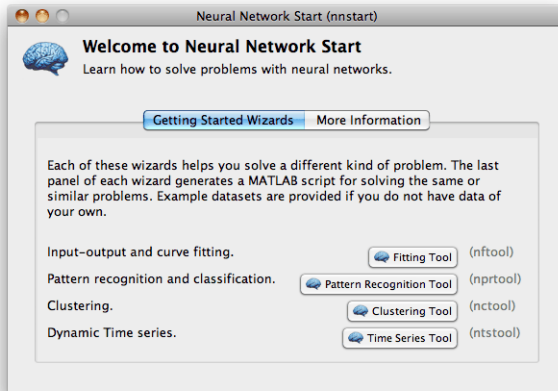 Neural Network Start (nnstart)
Welcome to Neural Network Start
Learn how to solve problems with neural networks.
Getting Started Wizards More Information
Each of these wizards helps you solve a different kind of problem. The last
panel of each wizard generates a MATLAB script for solving the same or
similar problems. Example datasets are provided if you do not have data of
your own.
Input-output and curve fitting. Fitting Tool (nftool)
Pattern recognition and classification. Pattern Recognition Tool (nprtool)
Clustering. Clustering Tool (nctool)
Dynamic Time series. Time Series Tool (ntstool)